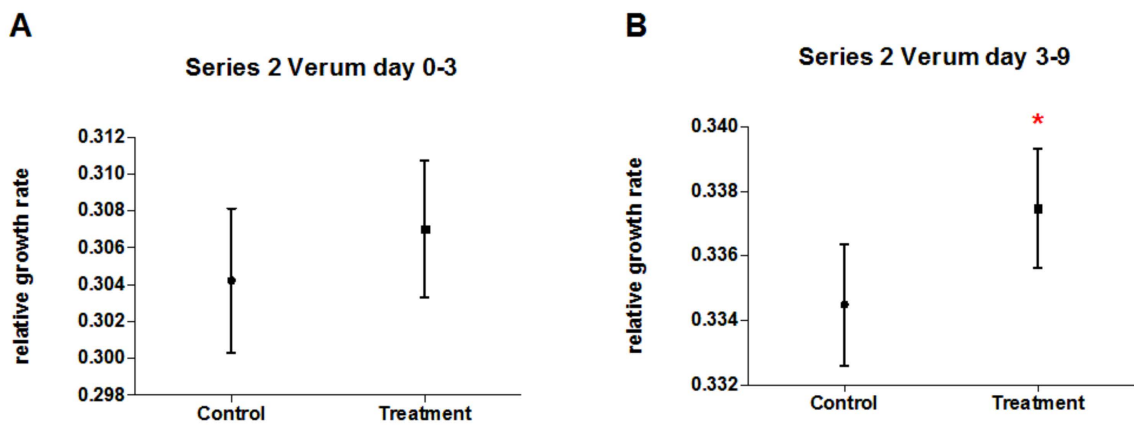 A
Series 2 Verum day 0-3
relative growth rate
0.312
0.310
0.308
0.306
0.304
0.302
0.300
0.298
Control Treatment
B
Series 2 Verum day 3-9
relative growth rate
0.340
0.338
0.336
0.334
0.332
*
Control Treatment